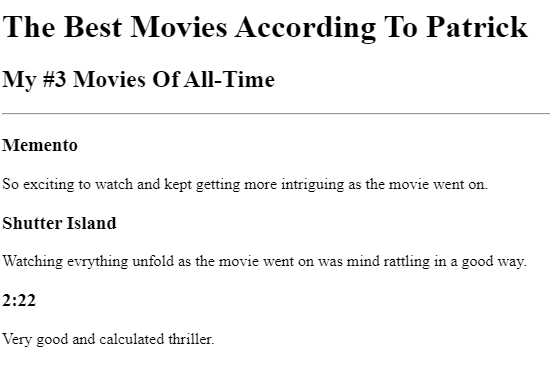 The Best Movies According To Patrick
My #3 Movies Of All-Time
Memento
So exciting to watch and kept getting more intriguing as the movie went on.
Shutter Island
Watching evrything unfold as the movie went on was mind rattling in a good way.
2:22
Very good and calculated thriller.